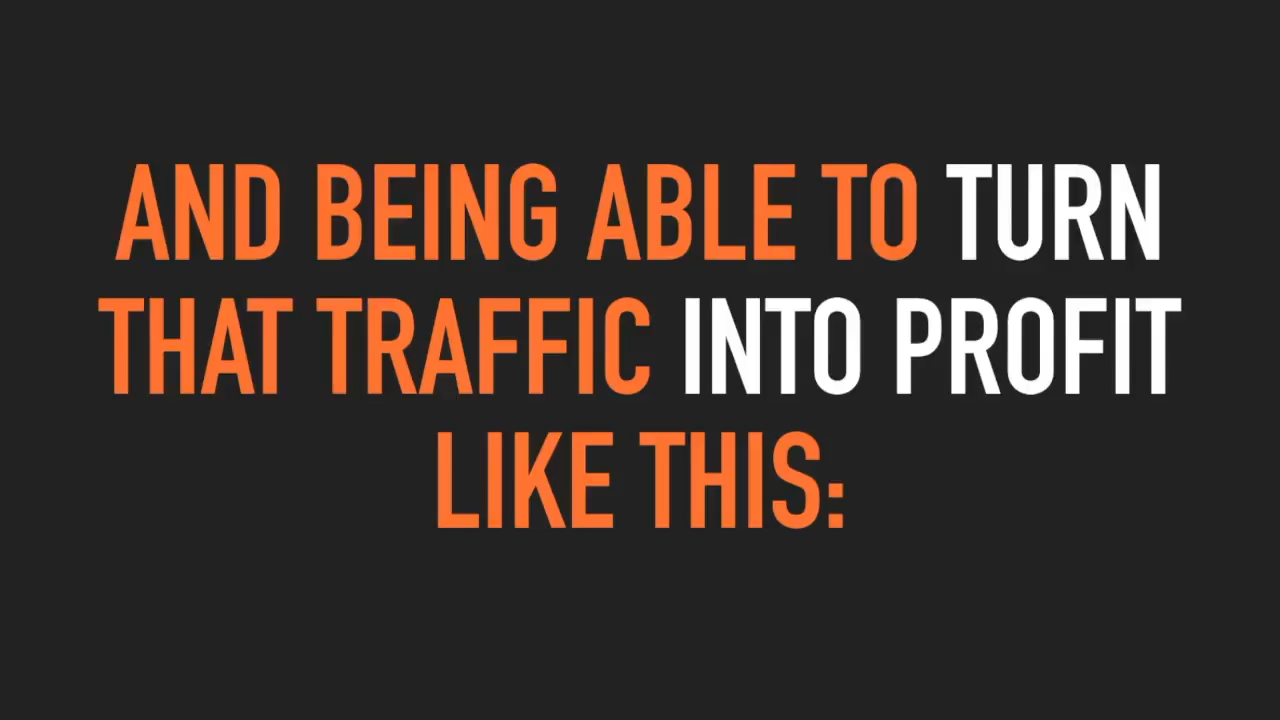 AND BEING ABLE TO TURN
THAT TRAFFIC INTO PROFIT
LIKE THIS: